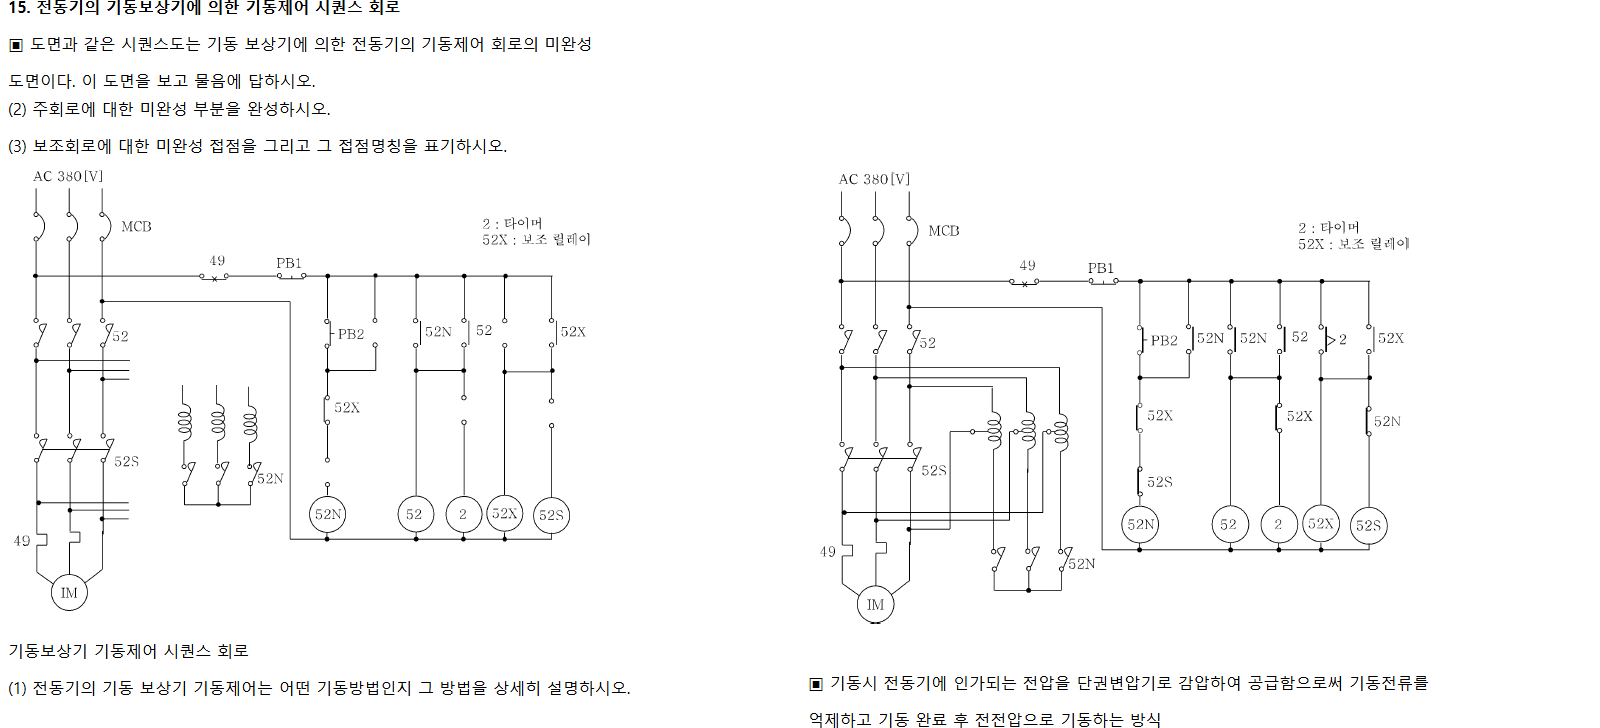 15. 전동기의 기동보상기에 의한 기동제어 시퀀스 회로
▣ 도면과 같은 시퀀스도는 기동 보상기에 의한 전동기의 기동제어 회로의 미완성
도면이다. 이 도면을 보고 물음에 답하시오.
(2) 주회로에 대한 미완성 부분을 완성하시오.
(3) 보조회로에 대한 미완성 접점을 그리고 그 접점명칭을 표기하시오.
AC 380[V]
MCB
2 : 타이머
52X : 보조 릴레이
49
PB1
52
PB2
52N
52
52X
52X
52S
52N
52N
52
2
52X
52S
49
IM
기동보상기 기동제어 시퀀스 회로
(1) 전동기의 기동 보상기 기동제어는 어떤 기동방법인지 그 방법을 상세히 설명하시오.
AC 380[V]
MCB
2 : 타이머
52X : 보조 릴레이
49
PB1
52
PB2
52N
52N
52
2
52X
52X
52X
52N
52S
52S
52N
52
2
52X
52S
49
52N
IM
▣ 기동시 전동기에 인가되는 전압을 단권변압기로 감압하여 공급함으로써 기동전류를
억제하고 기동 완료 후 전전압으로 기동하는 방식